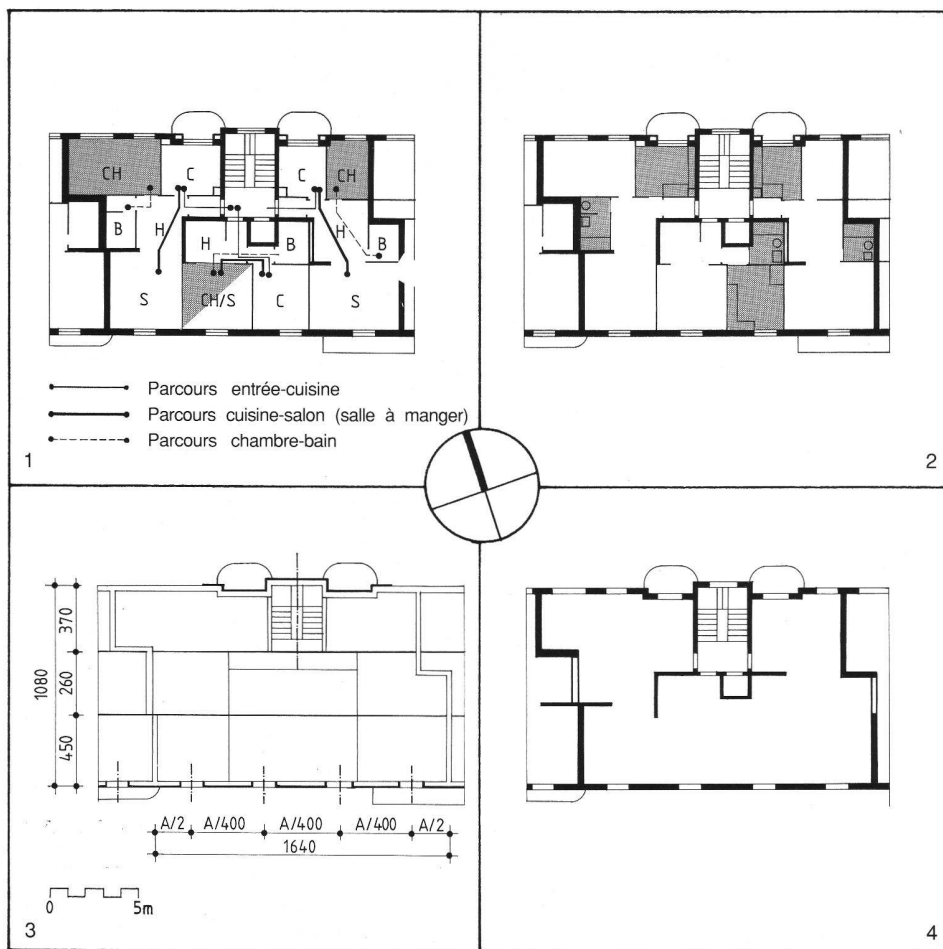 CH
C
C
CH
B
H
H
B
H
B
S
CH/S
C
S
Parcours entrée-cuisine
Parcours cuisine-salon (salle à manger)
Parcours chambre-bain
1
2
370
260
450
1080
A/2 A/400 A/400 A/400 A/2
1640
0 5m
3
4